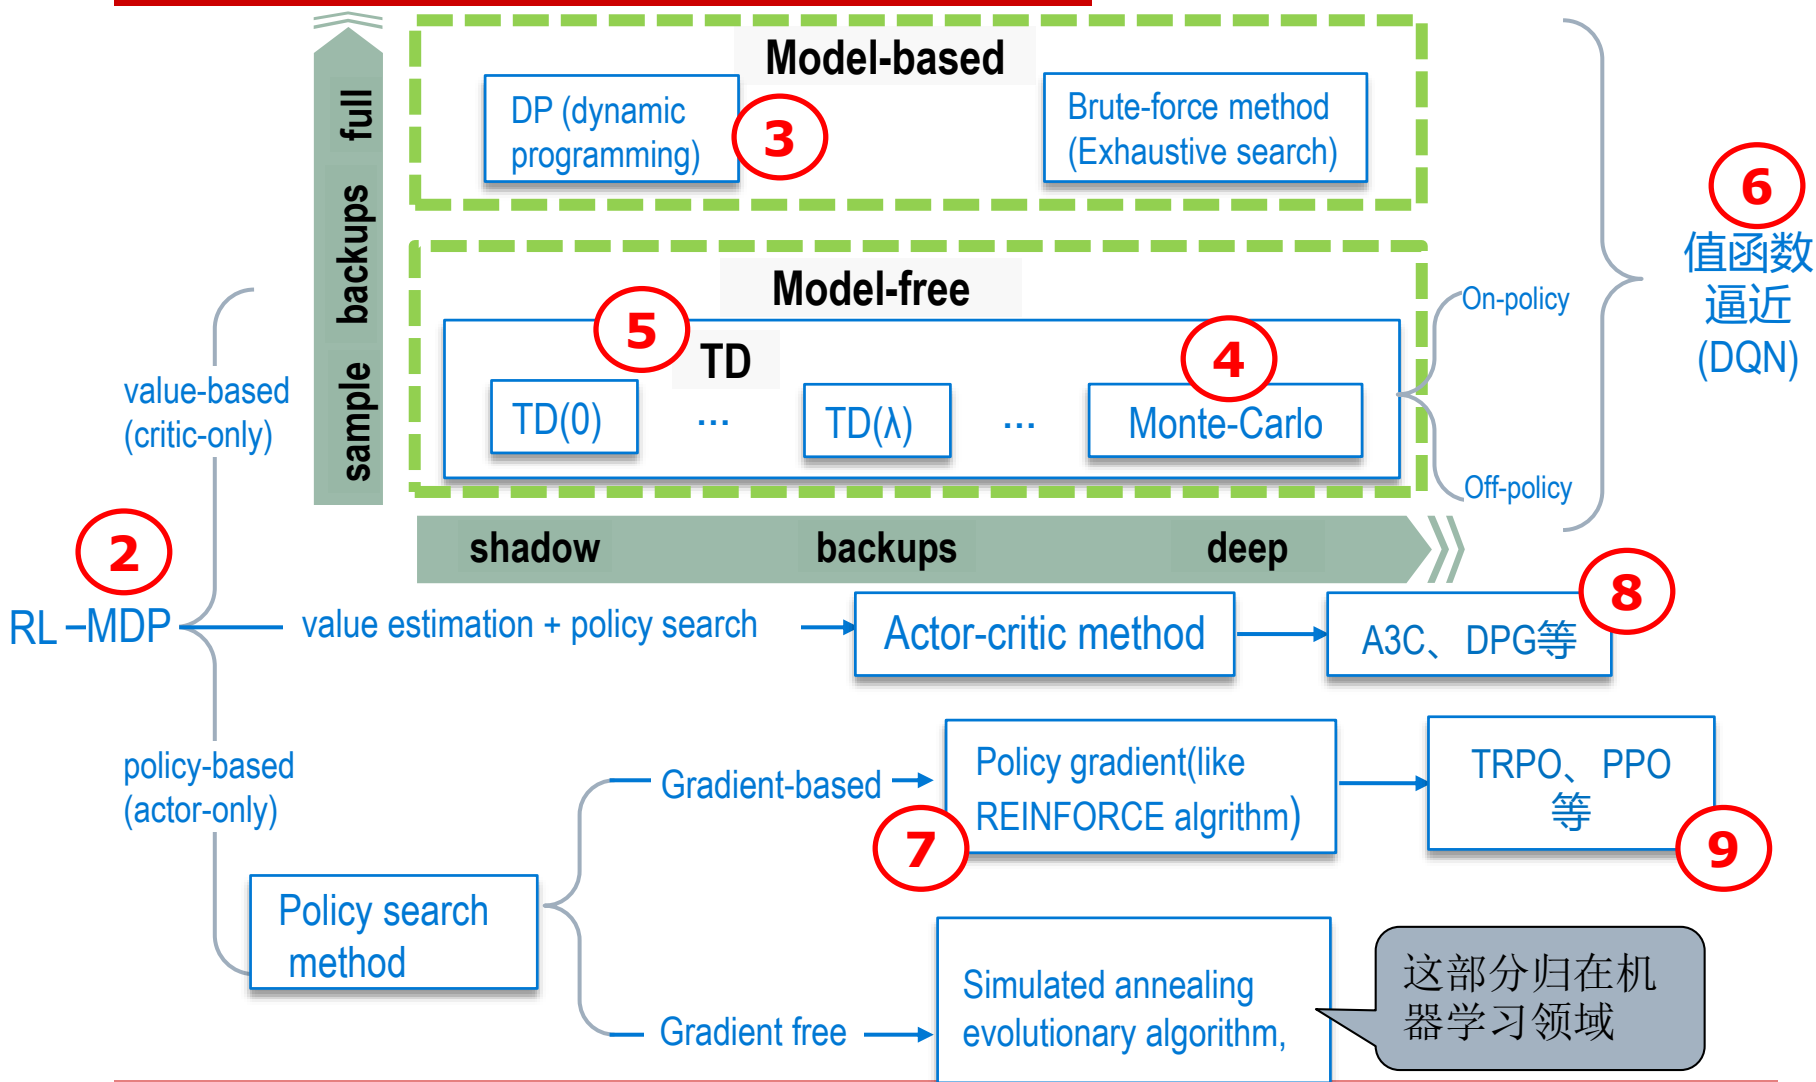 Model-based
DP (dynamic
programming)
3
Brute-force method
(Exhaustive search)
full
backups
sample
6
值函数
逼近
(DQN)
Model-free
5
TD
4
TD(0)
...
TD(λ)
...
Monte-Carlo
On-policy
Off-policy
value-based
(critic-only)
shadow
backups
deep
2
RL
MDP
value estimation + policy search
Actor-critic method
8
A3C、DPG等
policy-based
(actor-only)
Gradient-based
Policy gradient(like
REINFORCE algrithm)
7
TRPO、PPO
等
9
Policy search
method
Gradient free
Simulated annealing
evolutionary algorithm,
这部分归在机
器学习领域